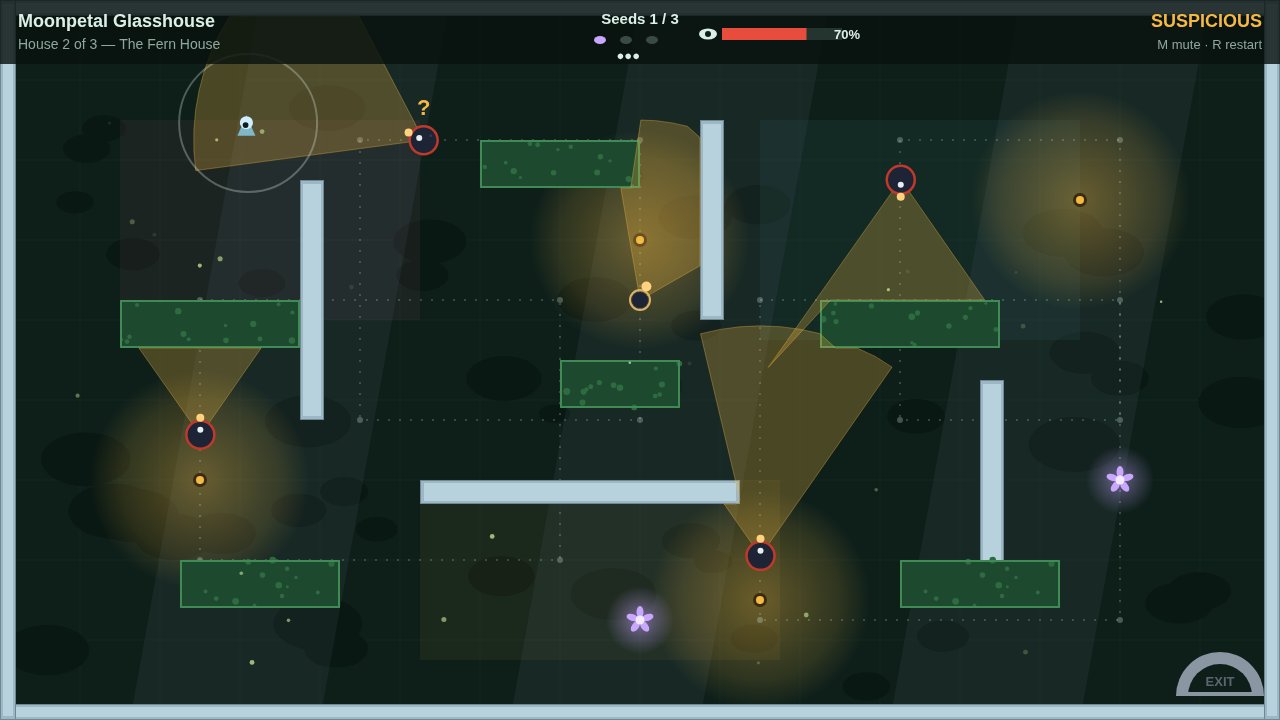 Moonpetal Glasshouse
House 2 of 3 — The Fern House
Seeds 1 / 3
70%
SUSPICIOUS
M mute · R restart
?
EXIT